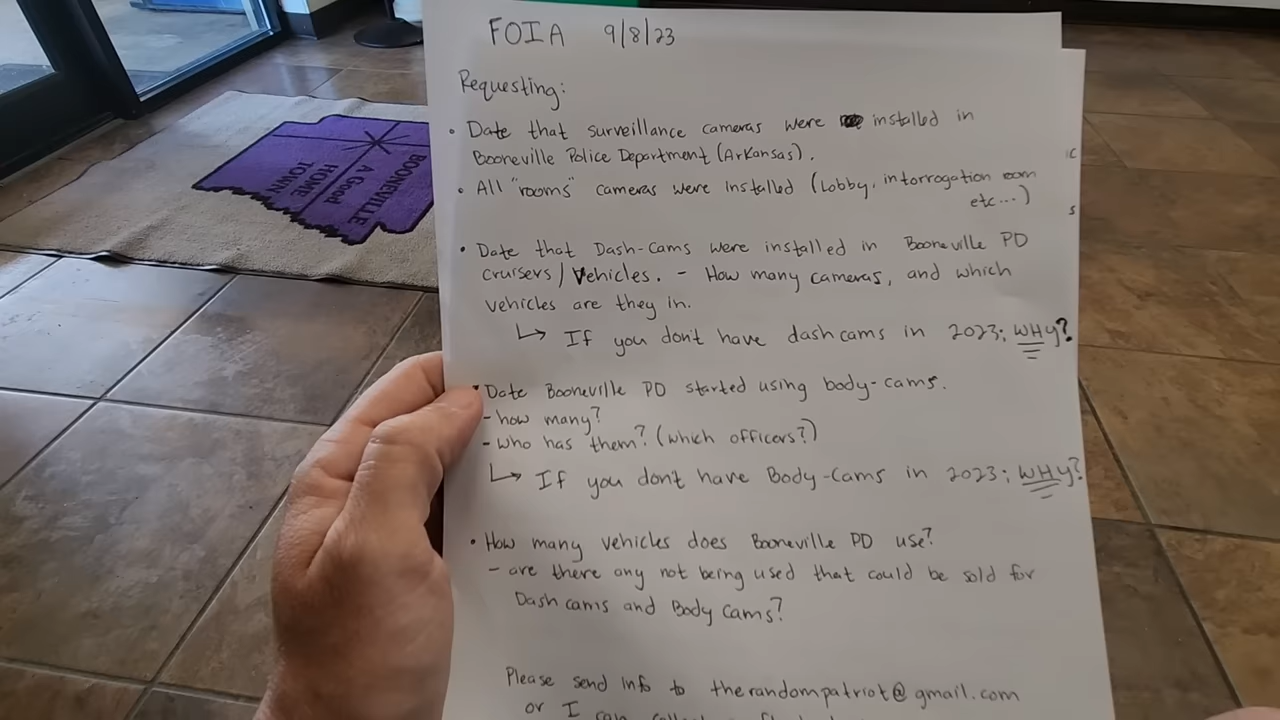 FOIA 9/8/23
Requesting:
• Date that surveillance cameras were installed in
Booneville Police Department (Arkansas).
• All "rooms" cameras were installed (Lobby, intorrogation room
etc...)
• Date that Dash-Cams were installed in Booneville PD
cruisers/Vehicles. - How many cameras, and which
vehicles are they in.
↳ If you don't have dashcams in 2023; WHY?
• Date Booneville PD started using body-cams.
- how many?
- who has them? (which officers?)
↳ If you don't have Body-Cams in 2023; WHY?
• How many vehicles does Booneville PD use?
- are there any not being used that could be sold for
Dashcams and Body Cams?
Please send info to therandompatriot@gmail.com
or I can
BOONEVILLE
A Good
HOME
TOWN